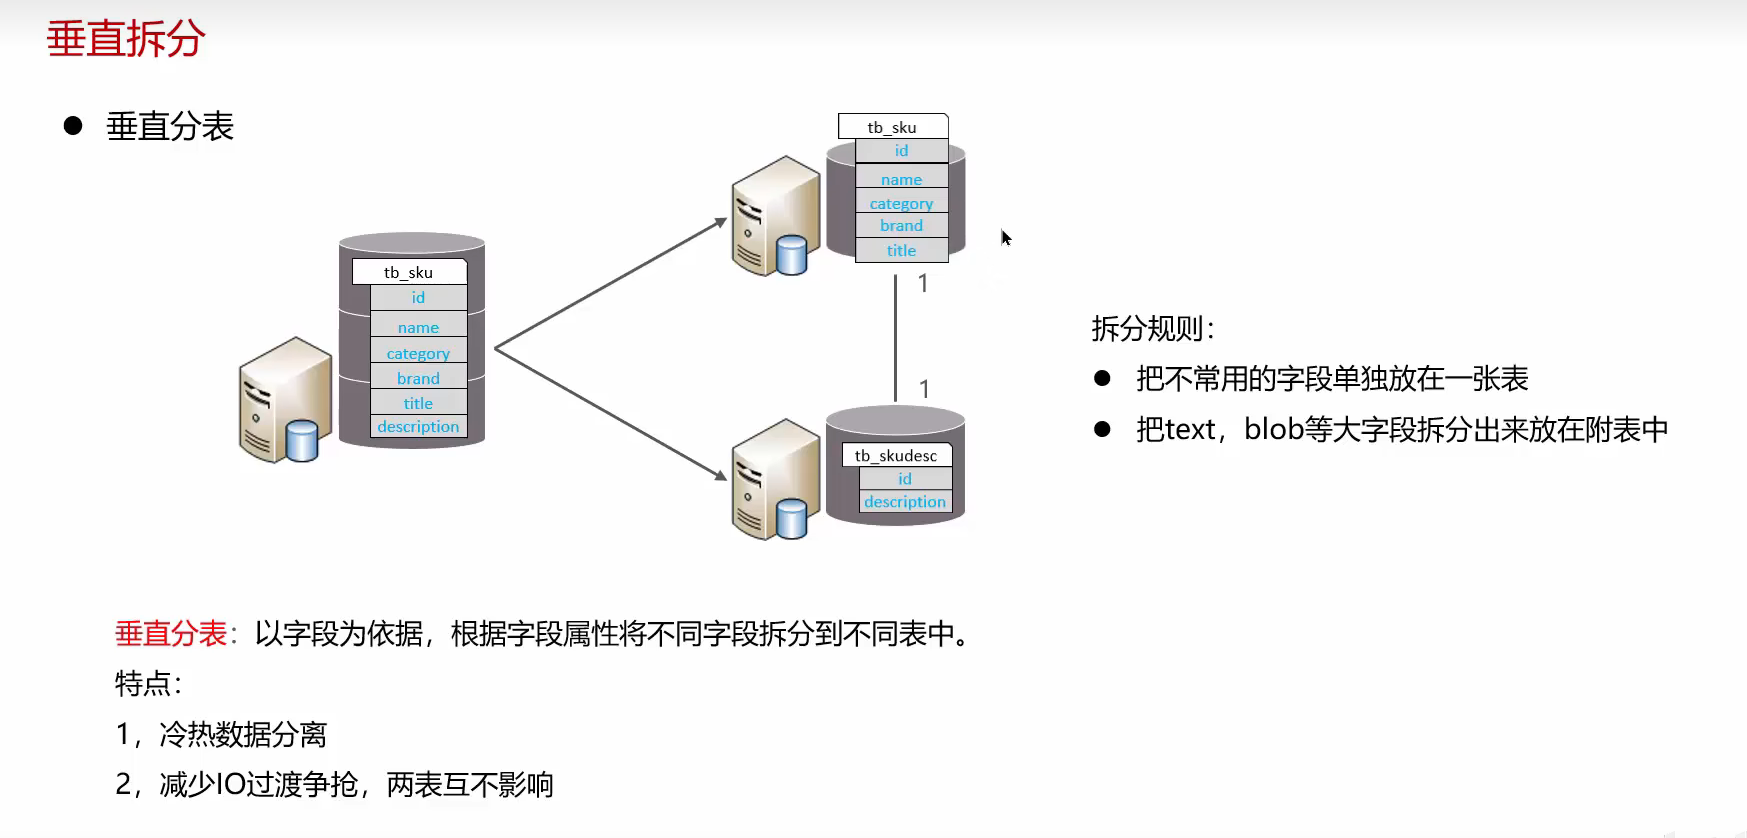 垂直拆分
垂直分表
tb_sku
id
name
category
brand
title
description
tb_sku
id
name
category
brand
title
1
1
tb_skudesc
id
description
拆分规则：
把不常用的字段单独放在一张表
把text，blob等大字段拆分出来放在附表中
垂直分表：以字段为依据，根据字段属性将不同字段拆分到不同表中。
特点：
1，冷热数据分离
2，减少IO过渡争抢，两表互不影响